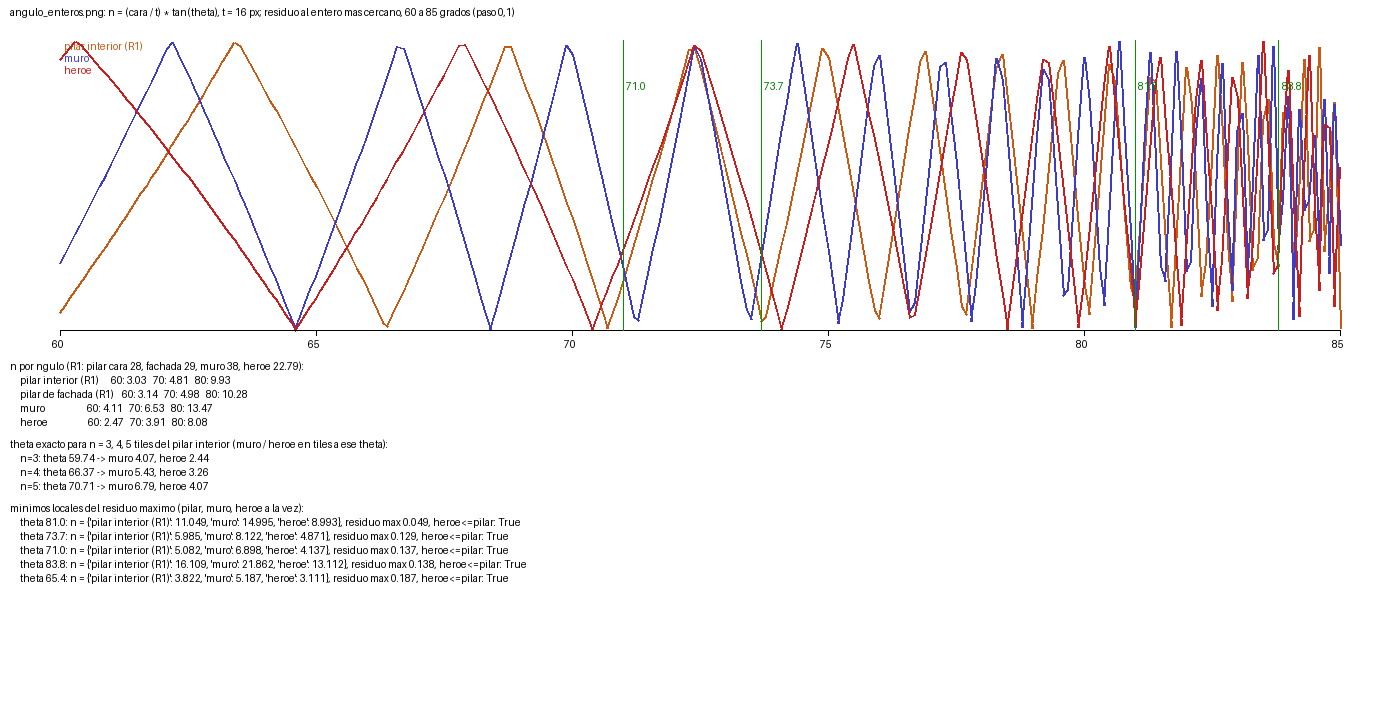 angulo_enteros.png: n = (cara / t) * tan(theta), t = 16 px; residuo al entero mas cercano, 60 a 85 grados (paso 0,1)
pilar interior (R1)
muro
heroe
71.0
73.7
83.8
60
65
70
75
80
85
n por ngulo (R1: pilar cara 28, fachada 29, muro 38, heroe 22.79):
pilar interior (R1) 60: 3.03 70: 4.81 80: 9.93
pilar de fachada (R1) 60: 3.14 70: 4.98 80: 10.28
muro 60: 4.11 70: 6.53 80: 13.47
heroe 60: 2.47 70: 3.91 80: 8.08
theta exacto para n = 3, 4, 5 tiles del pilar interior (muro / heroe en tiles a ese theta):
n=3: theta 59.74 -> muro 4.07, heroe 2.44
n=4: theta 66.37 -> muro 5.43, heroe 3.26
n=5: theta 70.71 -> muro 6.79, heroe 4.07
minimos locales del residuo maximo (pilar, muro, heroe a la vez):
theta 81.0: n = {'pilar interior (R1)': 11.049, 'muro': 14.995, 'heroe': 8.993}, residuo max 0.049, heroe<=pilar: True
theta 73.7: n = {'pilar interior (R1)': 5.985, 'muro': 8.122, 'heroe': 4.871}, residuo max 0.129, heroe<=pilar: True
theta 71.0: n = {'pilar interior (R1)': 5.082, 'muro': 6.898, 'heroe': 4.137}, residuo max 0.137, heroe<=pilar: True
theta 83.8: n = {'pilar interior (R1)': 16.109, 'muro': 21.862, 'heroe': 13.112}, residuo max 0.138, heroe<=pilar: True
theta 65.4: n = {'pilar interior (R1)': 3.822, 'muro': 5.187, 'heroe': 3.111}, residuo max 0.187, heroe<=pilar: True